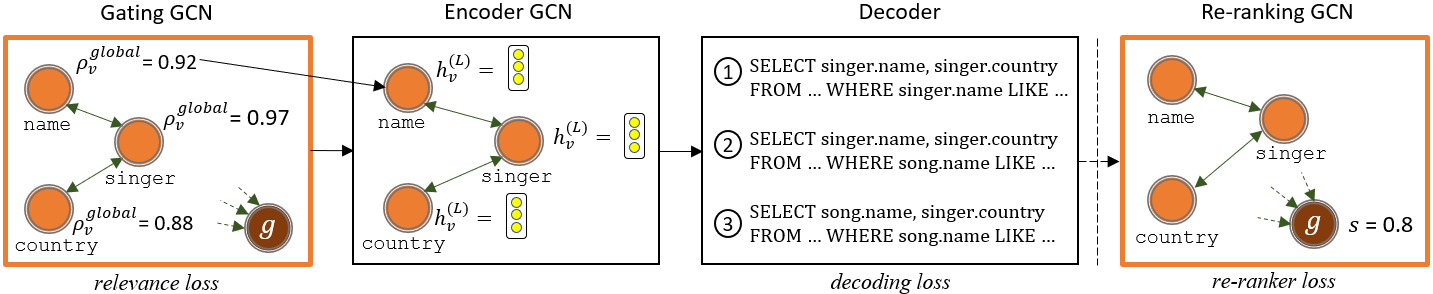 Gating GCN
ρ_v^global = 0.92
name
ρ_v^global = 0.97
singer
ρ_v^global = 0.88
country
g
relevance loss
Encoder GCN
h_v^(L) =
name
h_v^(L) =
singer
h_v^(L) =
country
Decoder
1 SELECT singer.name, singer.country
FROM ... WHERE singer.name LIKE ...
2 SELECT singer.name, singer.country
FROM ... WHERE song.name LIKE ...
3 SELECT song.name, singer.country
FROM ... WHERE song.name LIKE ...
decoding loss
Re-ranking GCN
name
singer
country
g
s = 0.8
re-ranker loss